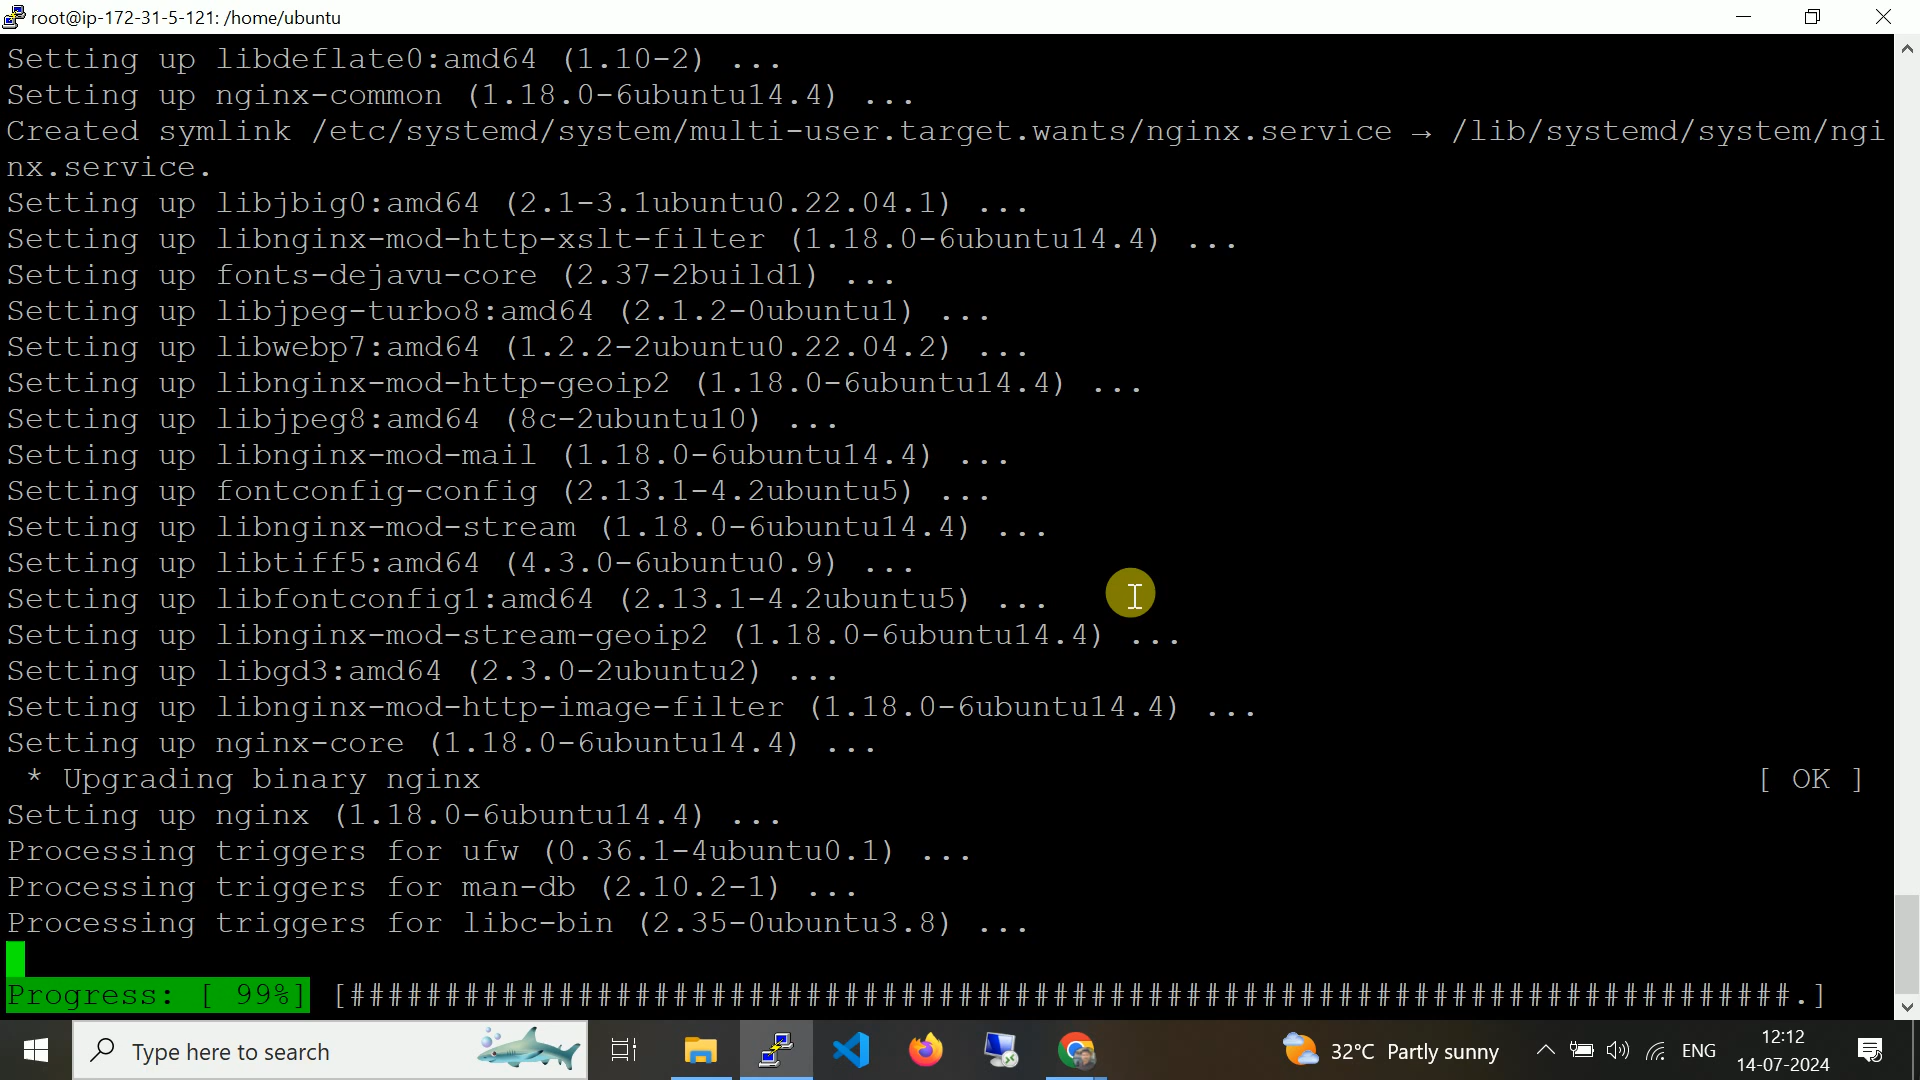 root@ip-172-31-5-121: /home/ubuntu
Setting up libdeflate0:amd64 (1.10-2) ...
Setting up nginx-common (1.18.0-6ubuntu14.4) ...
Created symlink /etc/systemd/system/multi-user.target.wants/nginx.service → /lib/systemd/system/ngi
nx.service.
Setting up libjbig0:amd64 (2.1-3.1ubuntu0.22.04.1) ...
Setting up libnginx-mod-http-xslt-filter (1.18.0-6ubuntu14.4) ...
Setting up fonts-dejavu-core (2.37-2build1) ...
Setting up libjpeg-turbo8:amd64 (2.1.2-0ubuntu1) ...
Setting up libwebp7:amd64 (1.2.2-2ubuntu0.22.04.2) ...
Setting up libnginx-mod-http-geoip2 (1.18.0-6ubuntu14.4) ...
Setting up libjpeg8:amd64 (8c-2ubuntu10) ...
Setting up libnginx-mod-mail (1.18.0-6ubuntu14.4) ...
Setting up fontconfig-config (2.13.1-4.2ubuntu5) ...
Setting up libnginx-mod-stream (1.18.0-6ubuntu14.4) ...
Setting up libtiff5:amd64 (4.3.0-6ubuntu0.9) ...
Setting up libfontconfig1:amd64 (2.13.1-4.2ubuntu5) ...
Setting up libnginx-mod-stream-geoip2 (1.18.0-6ubuntu14.4) ...
Setting up libgd3:amd64 (2.3.0-2ubuntu2) ...
Setting up libnginx-mod-http-image-filter (1.18.0-6ubuntu14.4) ...
Setting up nginx-core (1.18.0-6ubuntu14.4) ...
 * Upgrading binary nginx [ OK ]
Setting up nginx (1.18.0-6ubuntu14.4) ...
Processing triggers for ufw (0.36.1-4ubuntu0.1) ...
Processing triggers for man-db (2.10.2-1) ...
Processing triggers for libc-bin (2.35-0ubuntu3.8) ...
Progress: [ 99%] [############################################################################.]
Type here to search
32°C Partly sunny
ENG
12:12
14-07-2024